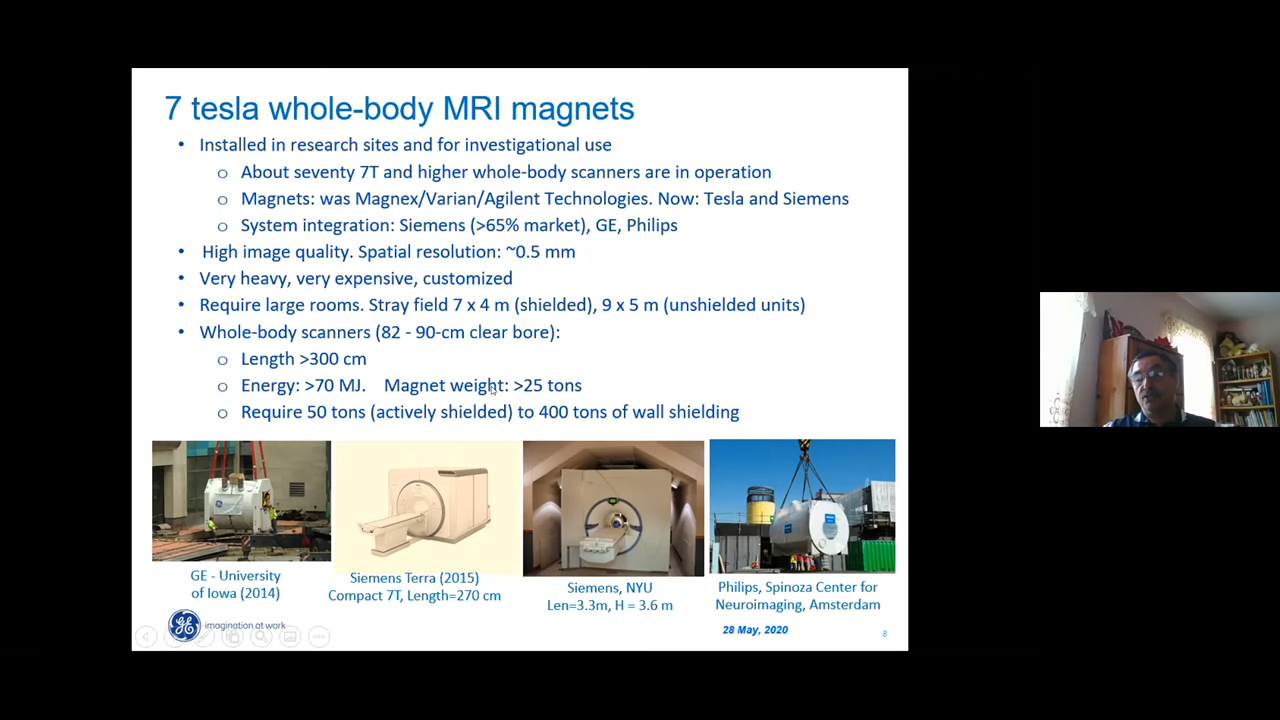 7 tesla whole-body MRI magnets
• Installed in research sites and for investigational use
o About seventy 7T and higher whole-body scanners are in operation
o Magnets: was Magnex/Varian/Agilent Technologies. Now: Tesla and Siemens
o System integration: Siemens (>65% market), GE, Philips
• High image quality. Spatial resolution: ~0.5 mm
• Very heavy, very expensive, customized
• Require large rooms. Stray field 7 x 4 m (shielded), 9 x 5 m (unshielded units)
• Whole-body scanners (82 - 90-cm clear bore):
o Length >300 cm
o Energy: >70 MJ. Magnet weight: >25 tons
o Require 50 tons (actively shielded) to 400 tons of wall shielding
GE - University
of Iowa (2014)
Siemens Terra (2015)
Compact 7T, Length=270 cm
Siemens, NYU
Len=3.3m, H = 3.6 m
Philips, Spinoza Center for
Neuroimaging, Amsterdam
GE imagination at work
28 May, 2020
8